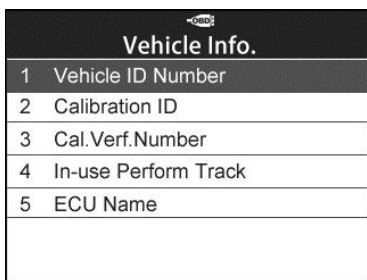 OBD
Vehicle Info.
1 Vehicle ID Number
2 Calibration ID
3 Cal.Verf.Number
4 In-use Perform Track
5 ECU Name